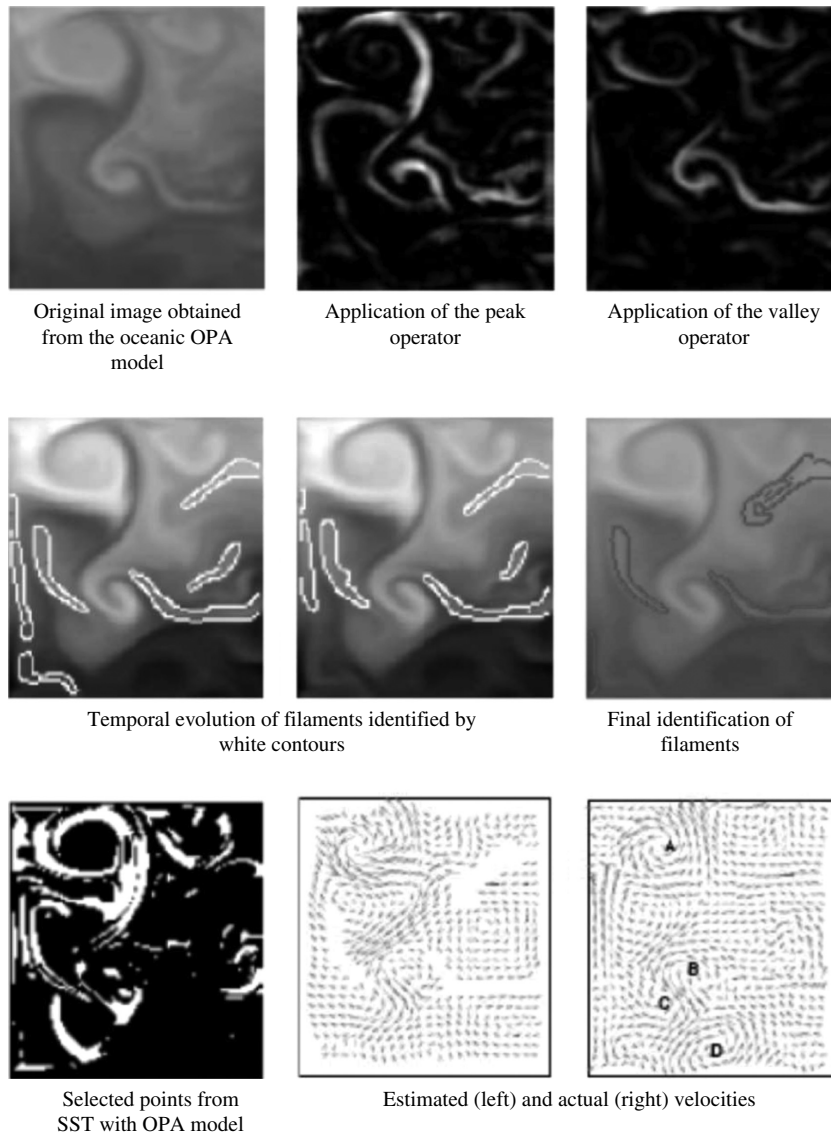 Original image obtained
from the oceanic OPA
model
Application of the peak
operator
Application of the valley
operator
Temporal evolution of filaments identified by
white contours
Final identification of
filaments
A
B
C
D
Selected points from
SST with OPA model
Estimated (left) and actual (right) velocities